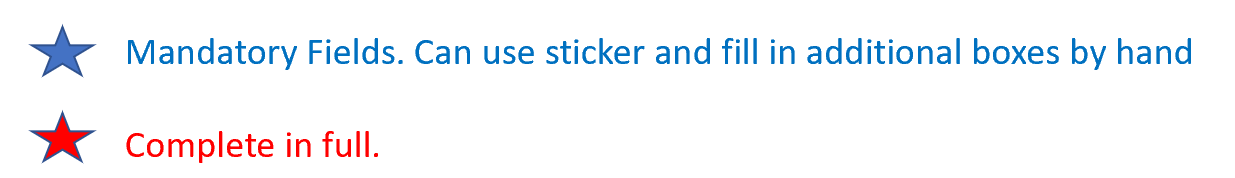 Mandatory Fields. Can use sticker and fill in additional boxes by hand
Complete in full.